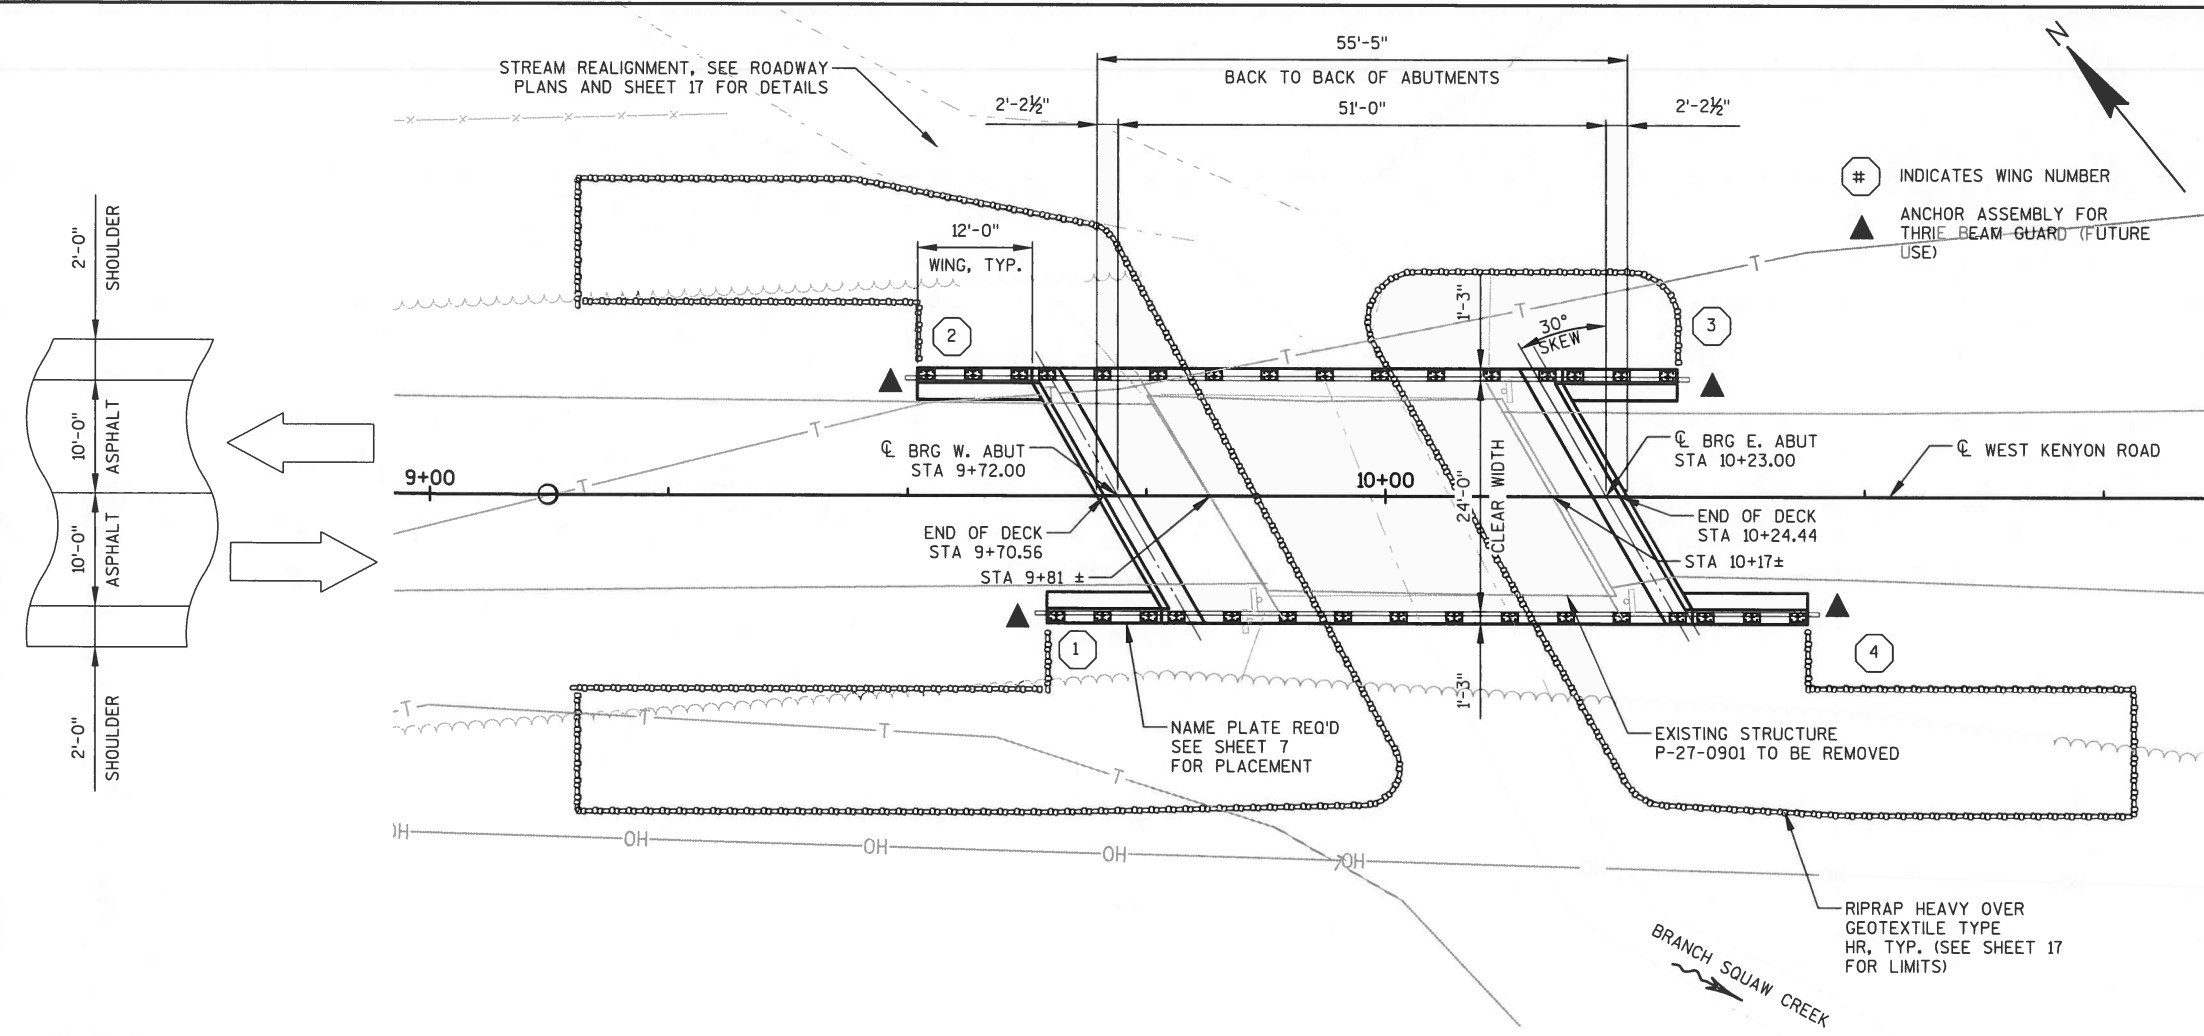 55'-5"
BACK TO BACK OF ABUTMENTS
2'-2½"
51'-0"
2'-2½"
N
STREAM REALIGNMENT, SEE ROADWAY
PLANS AND SHEET 17 FOR DETAILS
# INDICATES WING NUMBER
ANCHOR ASSEMBLY FOR
THRIE BEAM GUARD (FUTURE
USE)
2'-0"
SHOULDER
10'-0"
ASPHALT
10'-0"
ASPHALT
2'-0"
SHOULDER
12'-0"
WING, TYP.
2
3
1'-3"
30°
SKEW
T
T
T
T
T
T
℄ BRG W. ABUT
STA 9+72.00
℄ BRG E. ABUT
STA 10+23.00
℄ WEST KENYON ROAD
9+00
10+00
24'-0"
CLEAR WIDTH
END OF DECK
STA 9+70.56
STA 9+81 ±
END OF DECK
STA 10+24.44
STA 10+17±
1
4
1'-3"
T
T
T
T
NAME PLATE REQ'D
SEE SHEET 7
FOR PLACEMENT
EXISTING STRUCTURE
P-27-0901 TO BE REMOVED
OH
OH
OH
OH
OH
OH
OH
OH
RIPRAP HEAVY OVER
GEOTEXTILE TYPE
HR, TYP. (SEE SHEET 17
FOR LIMITS)
BRANCH SQUAW CREEK